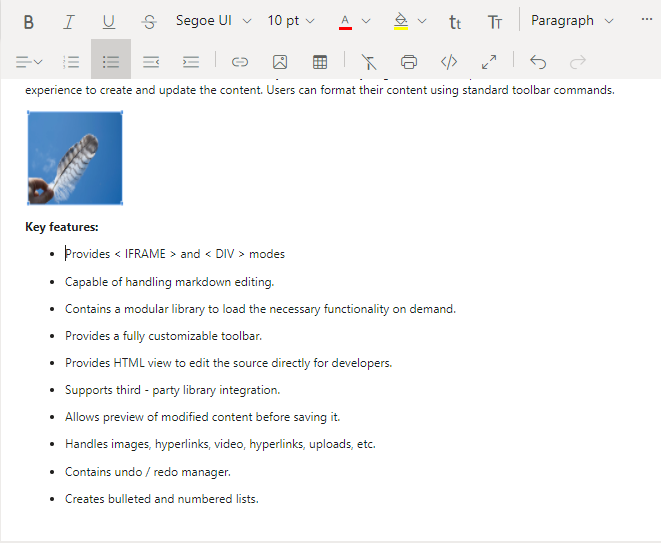 B I U S Segoe UI 10 pt A tt TT Paragraph ...
experience to create and update the content. Users can format their content using standard toolbar commands.
Key features:
• Provides < IFRAME > and < DIV > modes
• Capable of handling markdown editing.
• Contains a modular library to load the necessary functionality on demand.
• Provides a fully customizable toolbar.
• Provides HTML view to edit the source directly for developers.
• Supports third - party library integration.
• Allows preview of modified content before saving it.
• Handles images, hyperlinks, video, hyperlinks, uploads, etc.
• Contains undo / redo manager.
• Creates bulleted and numbered lists.